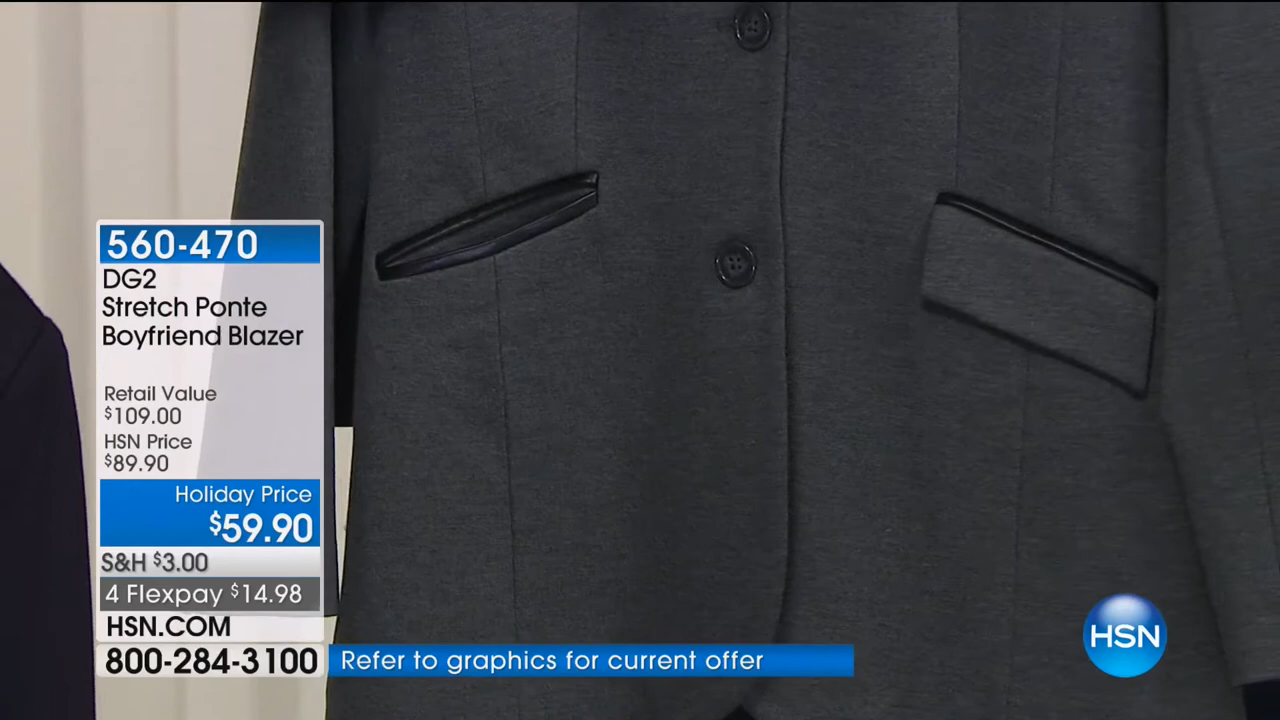 560-470
DG2
Stretch Ponte
Boyfriend Blazer
Retail Value
$109.00
HSN Price
$89.90
Holiday Price
$59.90
S&H $3.00
4 Flexpay $14.98
HSN.COM
800-284-3100
Refer to graphics for current offer
HSN